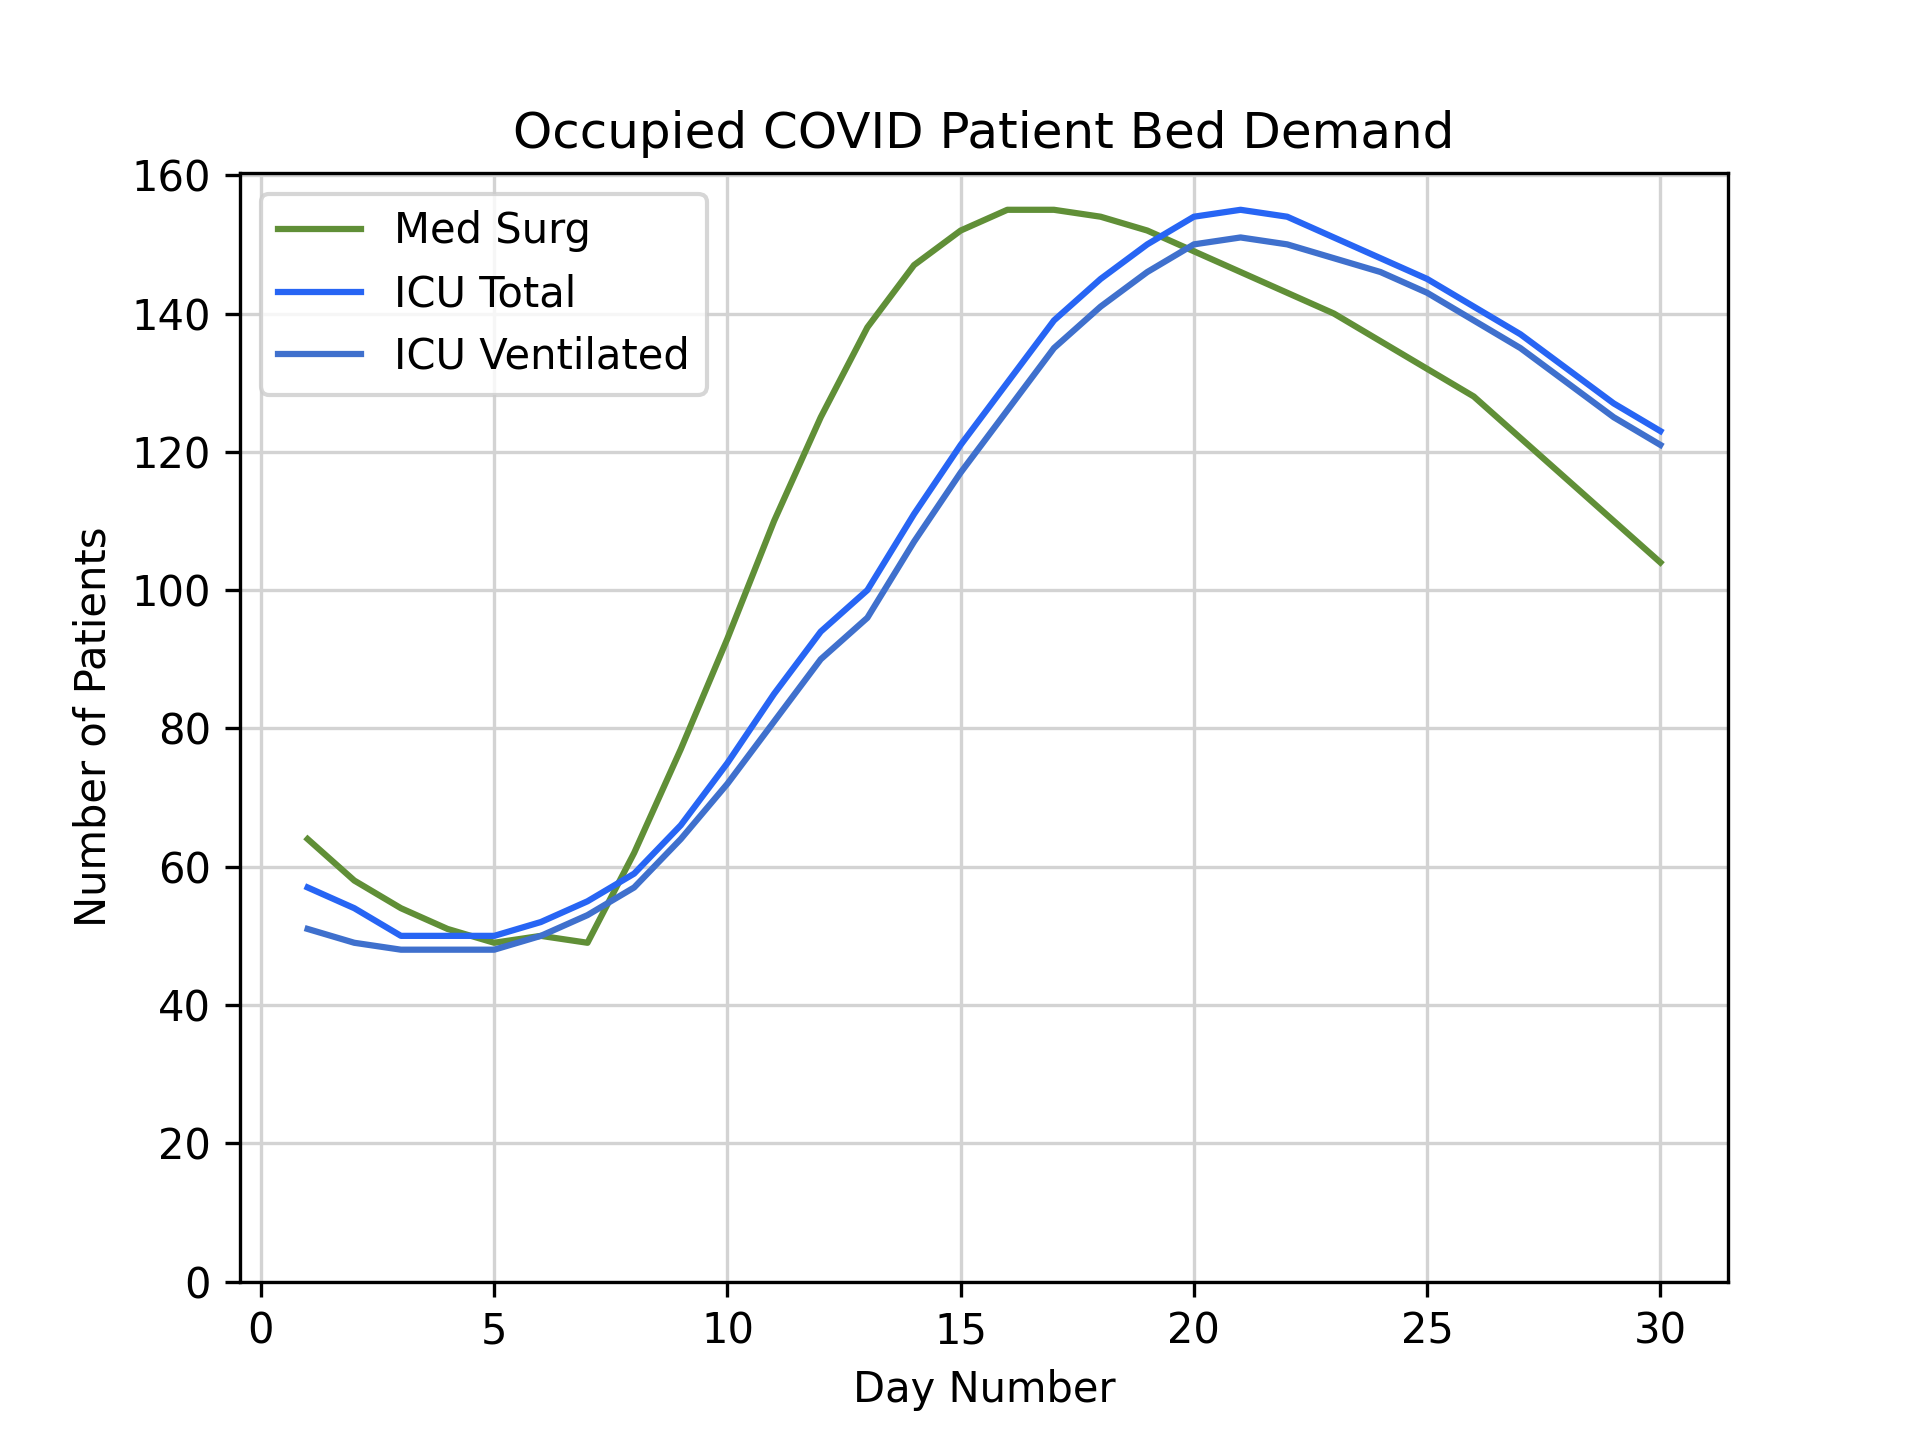 Occupied COVID Patient Bed Demand
160
140
120
100
80
60
40
20
0
Number of Patients
Med Surg
ICU Total
ICU Ventilated
0 5 10 15 20 25 30
Day Number